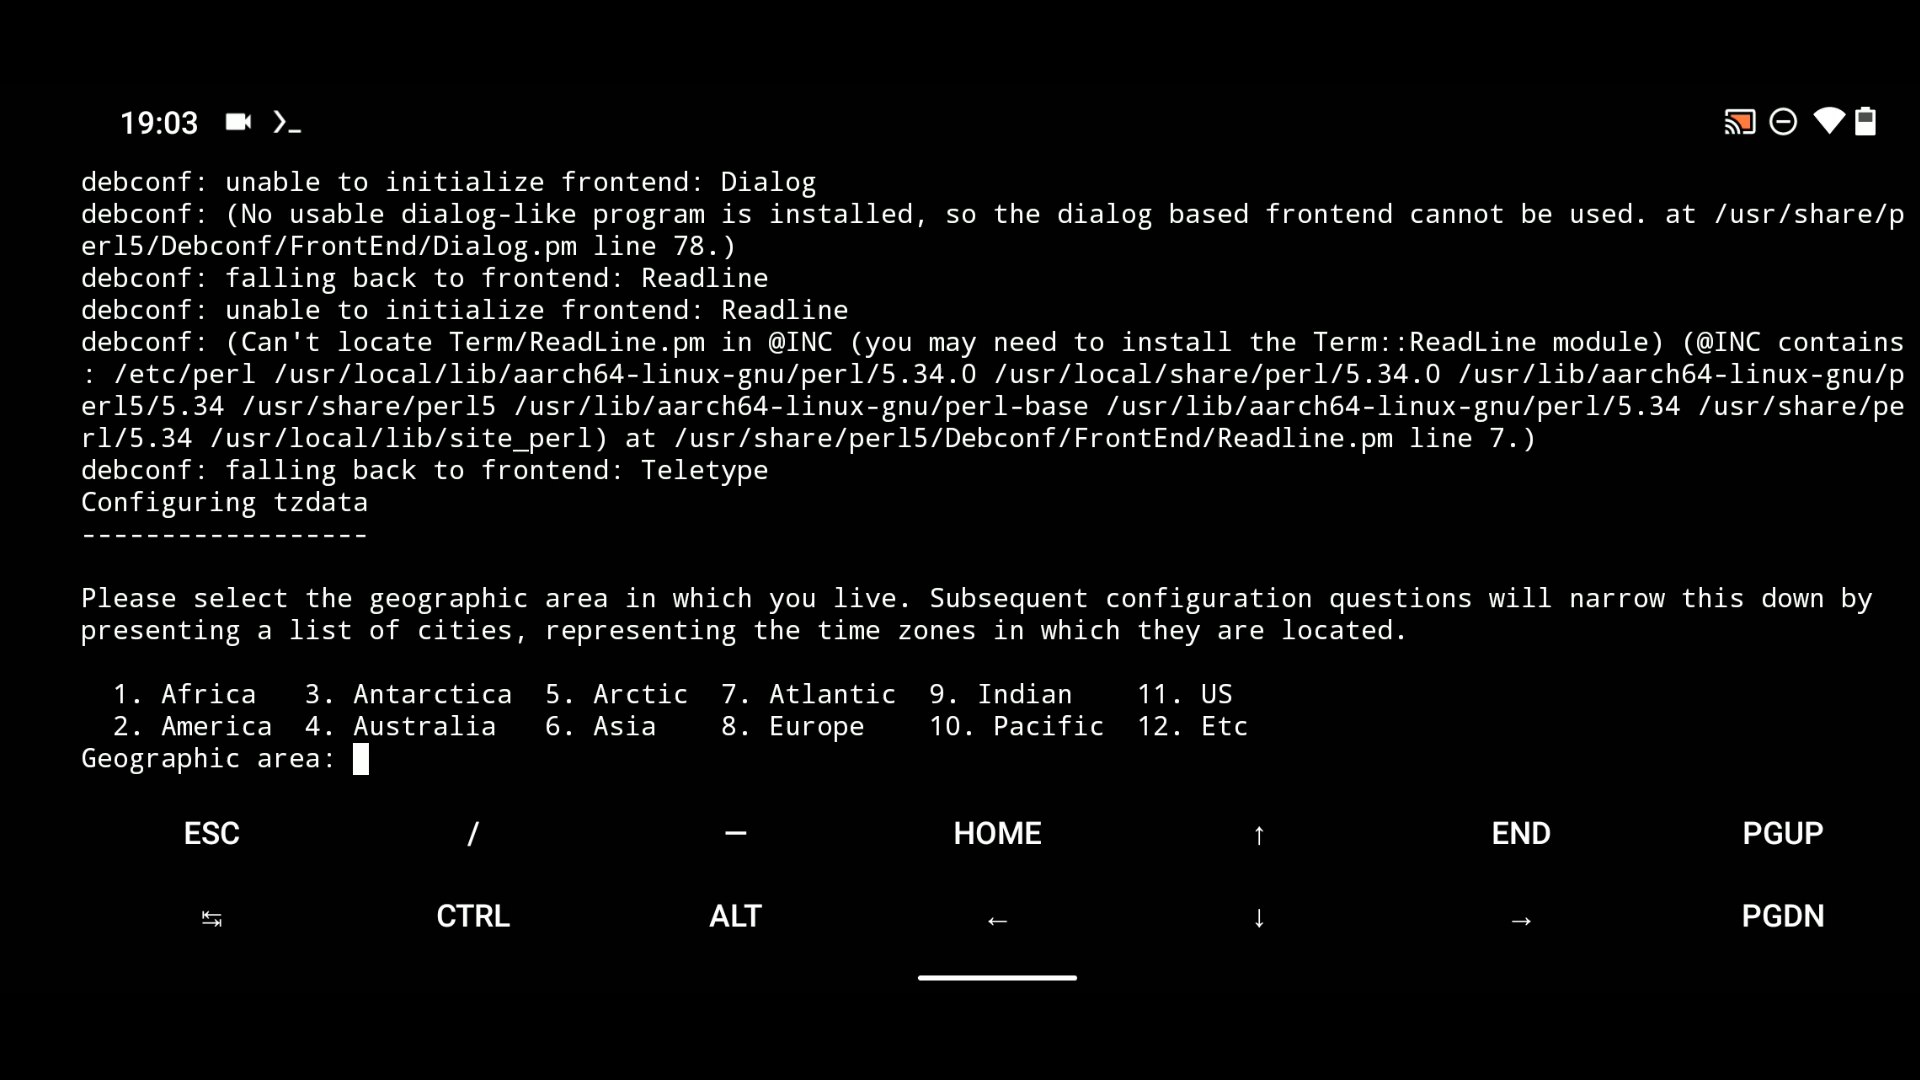 19:03
debconf: unable to initialize frontend: Dialog
debconf: (No usable dialog-like program is installed, so the dialog based frontend cannot be used. at /usr/share/p
erl5/Debconf/FrontEnd/Dialog.pm line 78.)
debconf: falling back to frontend: Readline
debconf: unable to initialize frontend: Readline
debconf: (Can't locate Term/ReadLine.pm in @INC (you may need to install the Term::ReadLine module) (@INC contains
: /etc/perl /usr/local/lib/aarch64-linux-gnu/perl/5.34.0 /usr/local/share/perl/5.34.0 /usr/lib/aarch64-linux-gnu/p
erl5/5.34 /usr/share/perl5 /usr/lib/aarch64-linux-gnu/perl-base /usr/lib/aarch64-linux-gnu/perl/5.34 /usr/share/pe
rl/5.34 /usr/local/lib/site_perl) at /usr/share/perl5/Debconf/FrontEnd/Readline.pm line 7.)
debconf: falling back to frontend: Teletype
Configuring tzdata
------------------
Please select the geographic area in which you live. Subsequent configuration questions will narrow this down by
presenting a list of cities, representing the time zones in which they are located.
1. Africa 3. Antarctica 5. Arctic 7. Atlantic 9. Indian 11. US
2. America 4. Australia 6. Asia 8. Europe 10. Pacific 12. Etc
Geographic area:
ESC / — HOME ↑ END PGUP
↹ CTRL ALT ← ↓ → PGDN